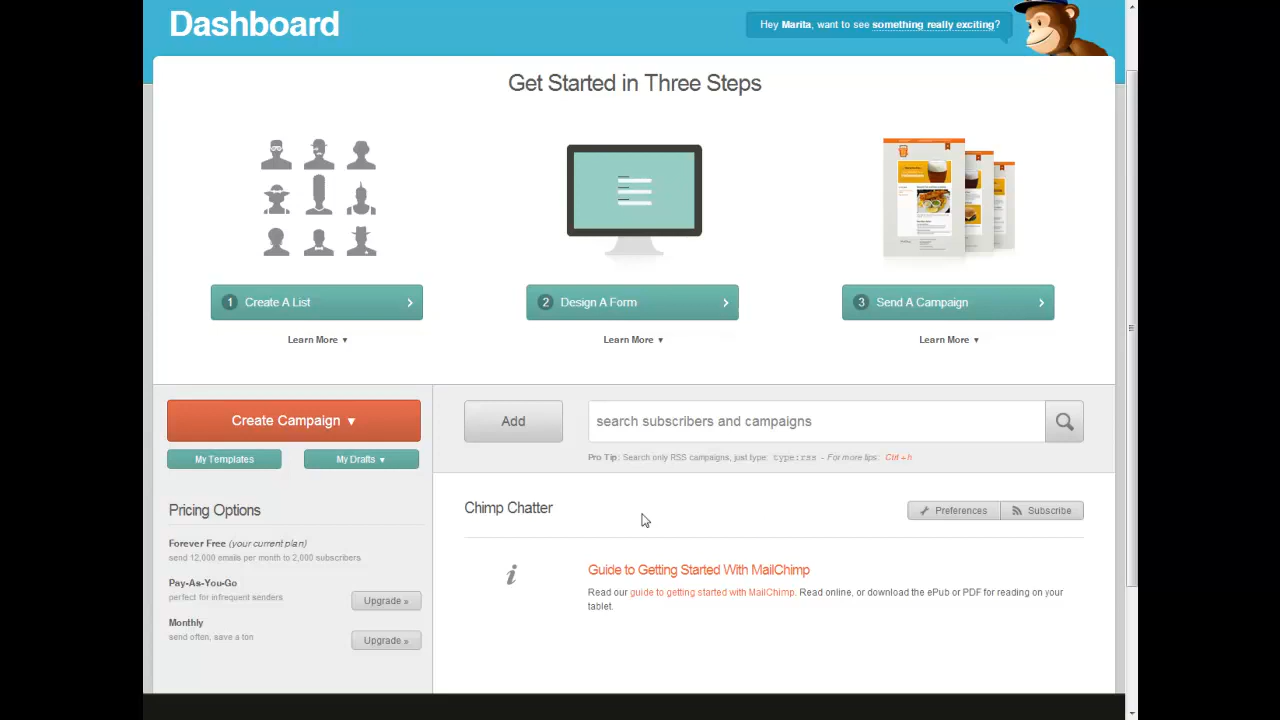 Dashboard
Hey Marita, want to see something really exciting?
Get Started in Three Steps
1 Create A List
2 Design A Form
3 Send A Campaign
Learn More ▼
Learn More ▼
Learn More ▼
Create Campaign ▼
Add
search subscribers and campaigns
Pro Tip: Search only RSS campaigns, just type: type:rss - For more tips: Ctrl + h
My Templates
My Drafts ▼
Pricing Options
Forever Free (your current plan)
send 12,000 emails per month to 2,000 subscribers
Pay-As-You-Go
perfect for infrequent senders
Upgrade »
Monthly
send often, save a ton
Upgrade »
Chimp Chatter
Preferences
Subscribe
Guide to Getting Started With MailChimp
Read our guide to getting started with MailChimp. Read online, or download the ePub or PDF for reading on your
tablet.